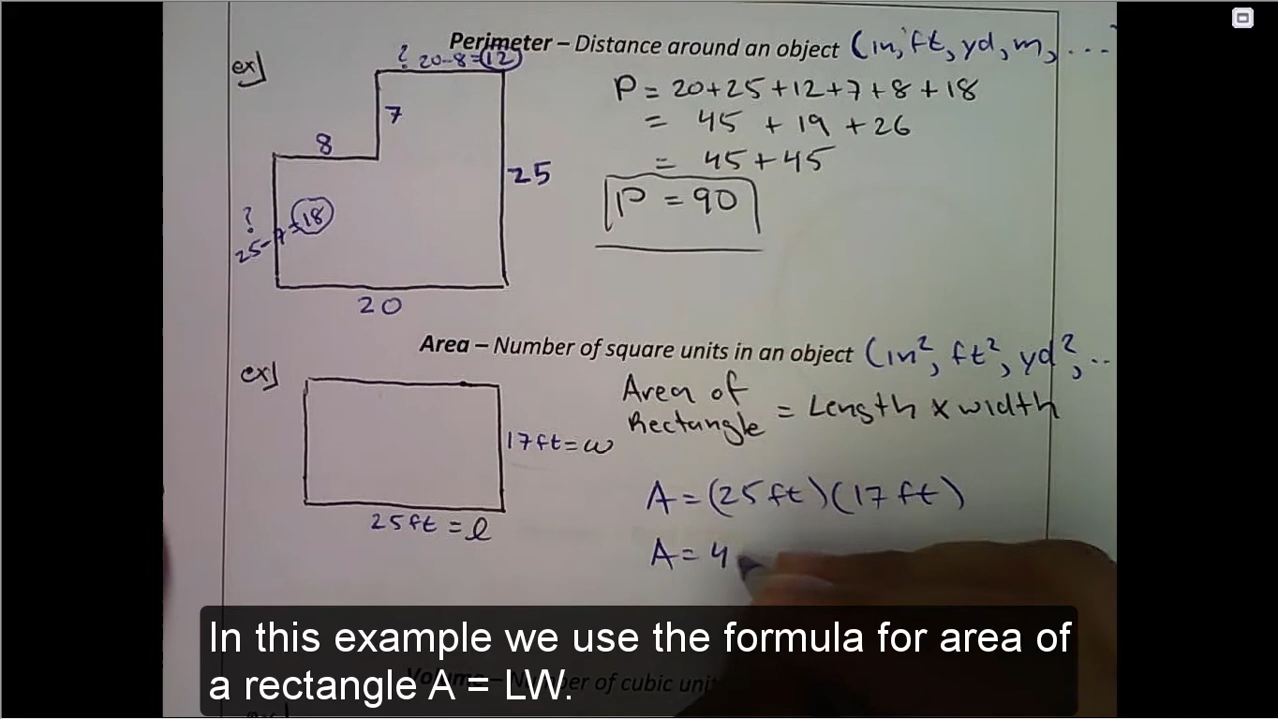 Perimeter – Distance around an object (in, ft, yd, m, ...
ex)
? 20-8=12
7
8
25
?
25-7=18
20
P = 20+25+12+7+8+18
= 45 + 19 + 26
= 45+45
P = 90
Area – Number of square units in an object (in², ft², yd², ..
ex)
17ft = w
25ft = l
Area of Rectangle = Length x width
A = (25ft)(17ft)
A = 4
In this example we use the formula for area of
a rectangle A = LW.